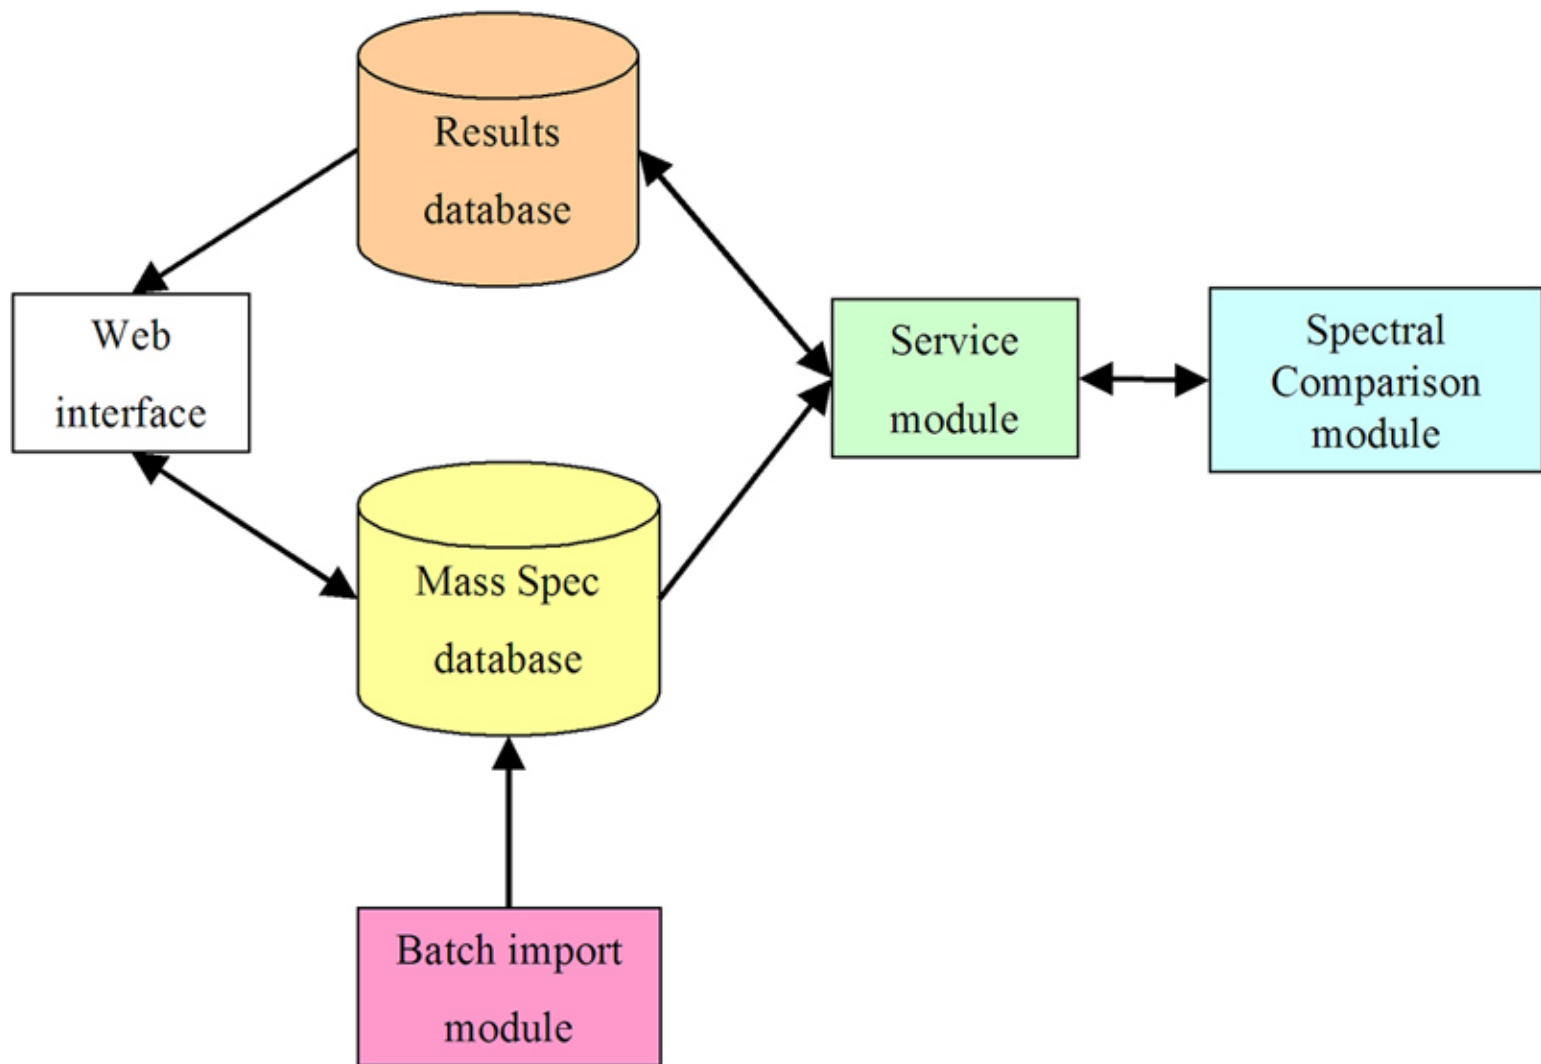 Results
database
Web
interface
Service
module
Spectral
Comparison
module
Mass Spec
database
Batch import
module